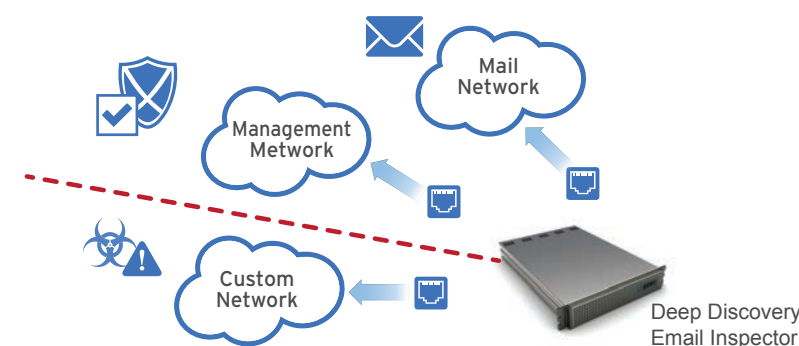 Mail
Network
Management
Metwork
Custom
Network
Deep Discovery
Email Inspector